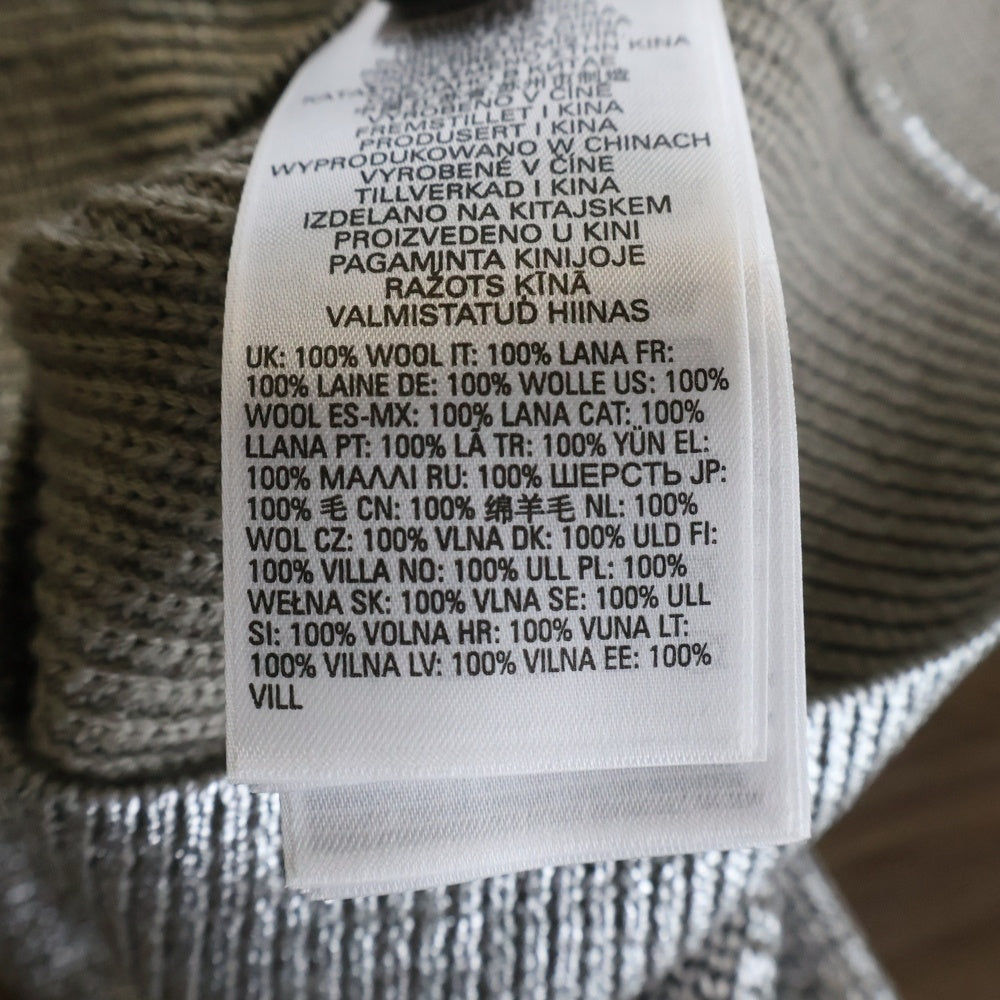 KINA
VYROBENO V ČÍNĚ
FREMSTILLET I KINA
PRODUSERT I KINA
WYPRODUKOWANO W CHINACH
VYROBENÉ V ČÍNE
TILLVERKAD I KINA
IZDELANO NA KITAJSKEM
PROIZVEDENO U KINI
PAGAMINTA KINIJOJE
RAŽOTS ĶĪNĀ
VALMISTATUD HIINAS
UK: 100% WOOL IT: 100% LANA FR:
100% LAINE DE: 100% WOLLE US: 100%
WOOL ES-MX: 100% LANA CAT: 100%
LLANA PT: 100% LÃ TR: 100% YÜN EL:
100% ΜΑΛΛΙ RU: 100% ШЕРСТЬ JP:
100% 毛 CN: 100% 绵羊毛 NL: 100%
WOL CZ: 100% VLNA DK: 100% ULD FI:
100% VILLA NO: 100% ULL PL: 100%
WEŁNA SK: 100% VLNA SE: 100% ULL
SI: 100% VOLNA HR: 100% VUNA LT:
100% VILNA LV: 100% VILNA EE: 100%
VILL